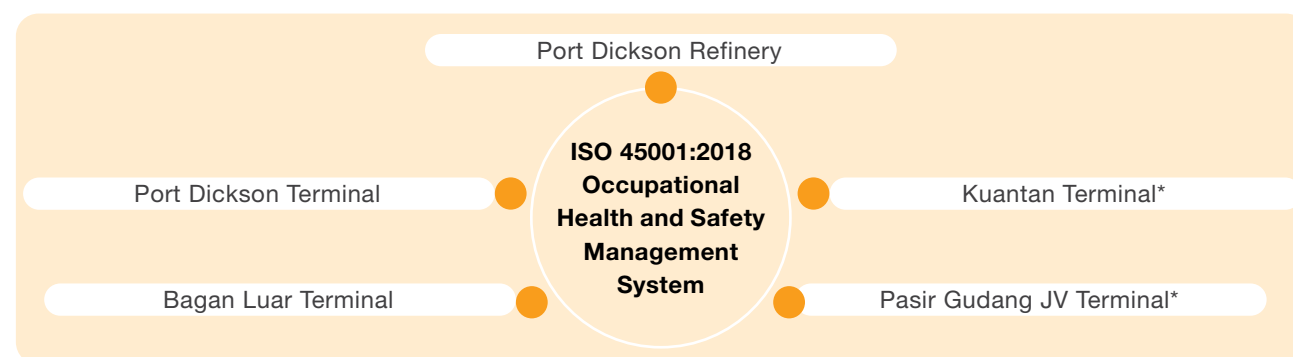 Port Dickson Refinery
ISO 45001:2018
Occupational
Health and Safety
Management
System
Port Dickson Terminal
Kuantan Terminal*
Bagan Luar Terminal
Pasir Gudang JV Terminal*